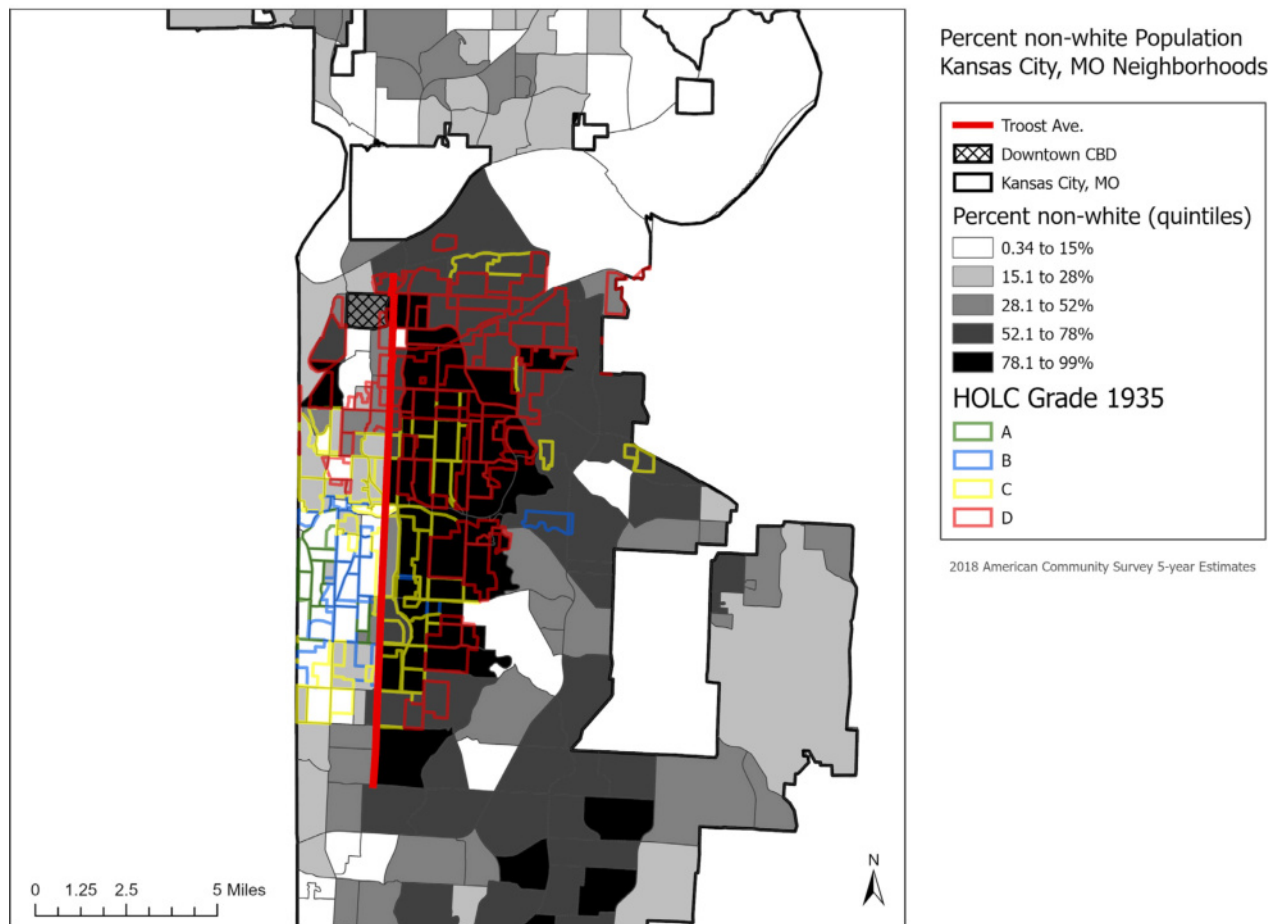 Percent non-white Population
Kansas City, MO Neighborhoods
Troost Ave.
Downtown CBD
Kansas City, MO
Percent non-white (quintiles)
0.34 to 15%
15.1 to 28%
28.1 to 52%
52.1 to 78%
78.1 to 99%
HOLC Grade 1935
A
B
C
D
2018 American Community Survey 5-year Estimates
N
0 1.25 2.5 5 Miles